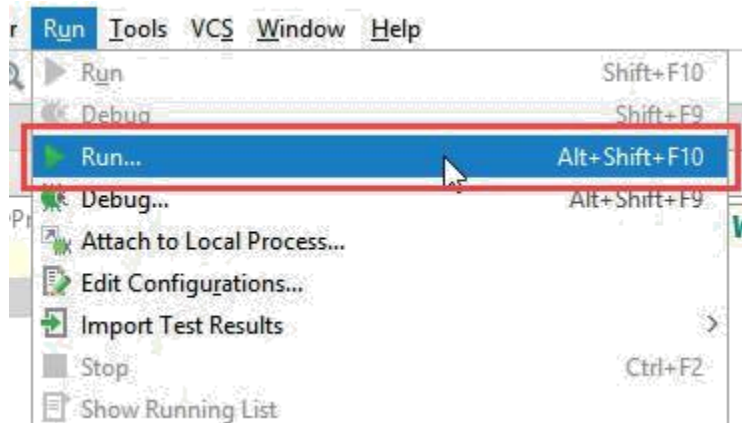 r Run Tools VCS Window Help
Run Shift+F10
Debug Shift+F9
Run... Alt+Shift+F10
Debug... Alt+Shift+F9
Attach to Local Process...
Edit Configurations...
Import Test Results
Stop Ctrl+F2
Show Running List